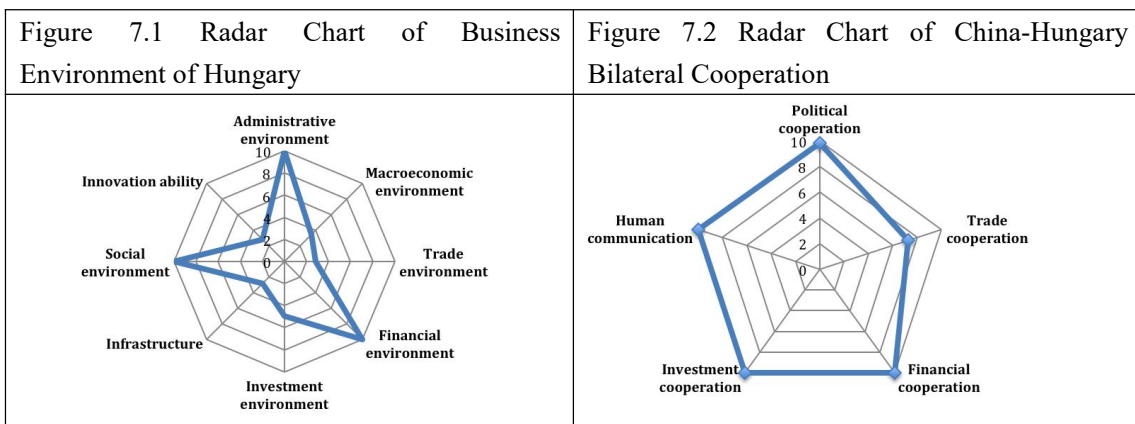 Figure 7.1 Radar Chart of Business
Environment of Hungary
Figure 7.2 Radar Chart of China-Hungary
Bilateral Cooperation
Administrative
environment
Macroeconomic
environment
Trade
environment
Financial
environment
Investment
environment
Infrastructure
Social
environment
Innovation ability
10
8
6
4
2
0
Political
cooperation
Trade
cooperation
Financial
cooperation
Investment
cooperation
Human
communication
10
8
6
4
2
0